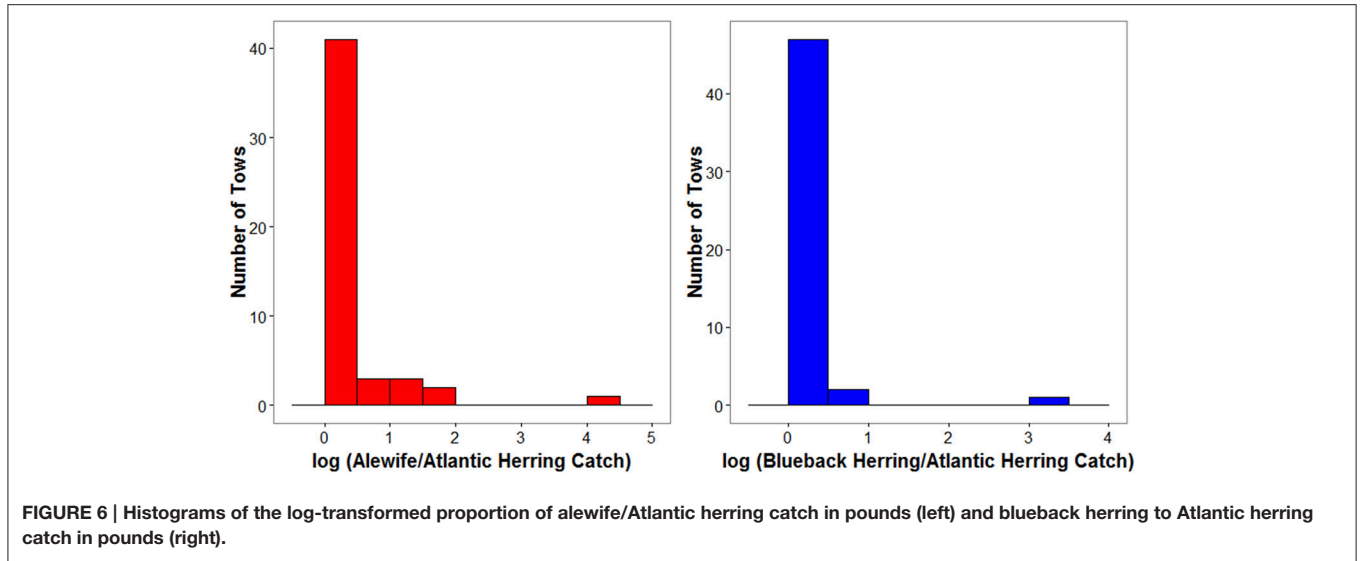 Number of Tows
40
30
20
10
0
0 1 2 3 4 5
log (Alewife/Atlantic Herring Catch)
Number of Tows
40
30
20
10
0
0 1 2 3 4
log (Blueback Herring/Atlantic Herring Catch)
FIGURE 6 | Histograms of the log-transformed proportion of alewife/Atlantic herring catch in pounds (left) and blueback herring to Atlantic herring
catch in pounds (right).